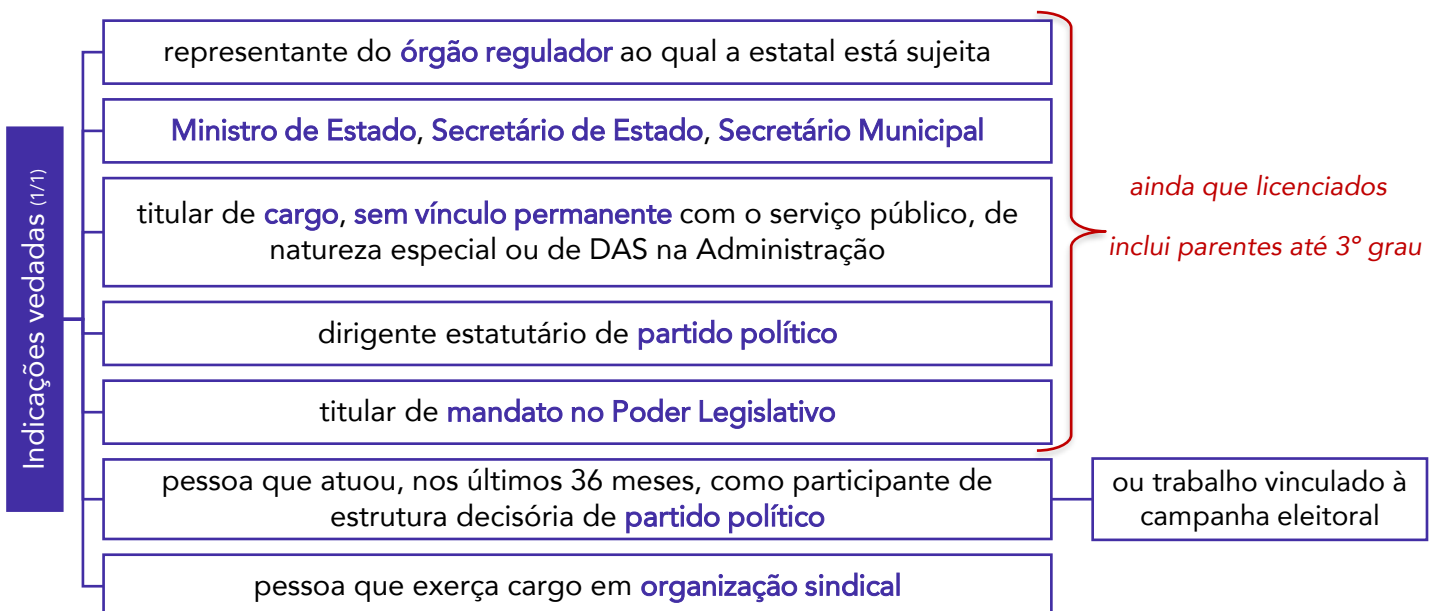 Indicações vedadas (1/1)
representante do órgão regulador ao qual a estatal está sujeita
Ministro de Estado, Secretário de Estado, Secretário Municipal
titular de cargo, sem vínculo permanente com o serviço público, de
natureza especial ou de DAS na Administração
dirigente estatutário de partido político
titular de mandato no Poder Legislativo
ainda que licenciados
inclui parentes até 3º grau
pessoa que atuou, nos últimos 36 meses, como participante de
estrutura decisória de partido político
ou trabalho vinculado à
campanha eleitoral
pessoa que exerça cargo em organização sindical